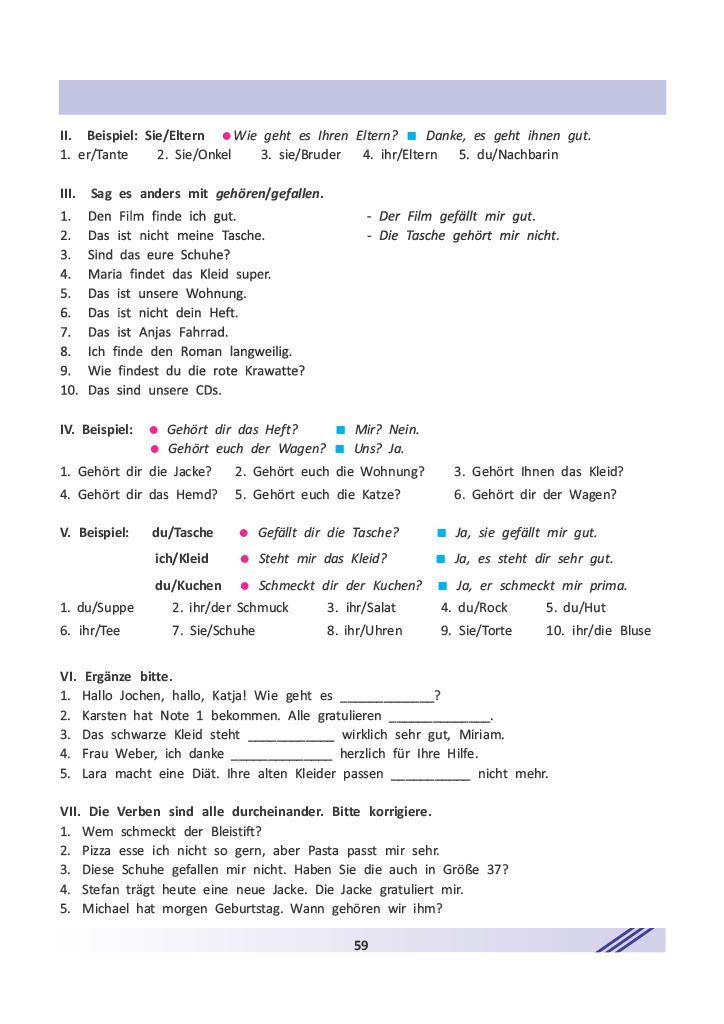 II. Beispiel: Sie/Eltern ● Wie geht es Ihren Eltern? ■ Danke, es geht ihnen gut.
1. er/Tante 2. Sie/Onkel 3. sie/Bruder 4. ihr/Eltern 5. du/Nachbarin
III. Sag es anders mit gehören/gefallen.
1. Den Film finde ich gut. - Der Film gefällt mir gut.
2. Das ist nicht meine Tasche. - Die Tasche gehört mir nicht.
3. Sind das eure Schuhe?
4. Maria findet das Kleid super.
5. Das ist unsere Wohnung.
6. Das ist nicht dein Heft.
7. Das ist Anjas Fahrrad.
8. Ich finde den Roman langweilig.
9. Wie findest du die rote Krawatte?
10. Das sind unsere CDs.
IV. Beispiel: ● Gehört dir das Heft? ■ Mir? Nein.
● Gehört euch der Wagen? ■ Uns? Ja.
1. Gehört dir die Jacke? 2. Gehört euch die Wohnung? 3. Gehört Ihnen das Kleid?
4. Gehört dir das Hemd? 5. Gehört euch die Katze? 6. Gehört dir der Wagen?
V. Beispiel: du/Tasche ● Gefällt dir die Tasche? ■ Ja, sie gefällt mir gut.
ich/Kleid ● Steht mir das Kleid? ■ Ja, es steht dir sehr gut.
du/Kuchen ● Schmeckt dir der Kuchen? ■ Ja, er schmeckt mir prima.
1. du/Suppe 2. ihr/der Schmuck 3. ihr/Salat 4. du/Rock 5. du/Hut
6. ihr/Tee 7. Sie/Schuhe 8. ihr/Uhren 9. Sie/Torte 10. ihr/die Bluse
VI. Ergänze bitte.
1. Hallo Jochen, hallo, Katja! Wie geht es _____________?
2. Karsten hat Note 1 bekommen. Alle gratulieren ______________.
3. Das schwarze Kleid steht ____________ wirklich sehr gut, Miriam.
4. Frau Weber, ich danke ______________ herzlich für Ihre Hilfe.
5. Lara macht eine Diät. Ihre alten Kleider passen ___________ nicht mehr.
VII. Die Verben sind alle durcheinander. Bitte korrigiere.
1. Wem schmeckt der Bleistift?
2. Pizza esse ich nicht so gern, aber Pasta passt mir sehr.
3. Diese Schuhe gefallen mir nicht. Haben Sie die auch in Größe 37?
4. Stefan trägt heute eine neue Jacke. Die Jacke gratuliert mir.
5. Michael hat morgen Geburtstag. Wann gehören wir ihm?
59